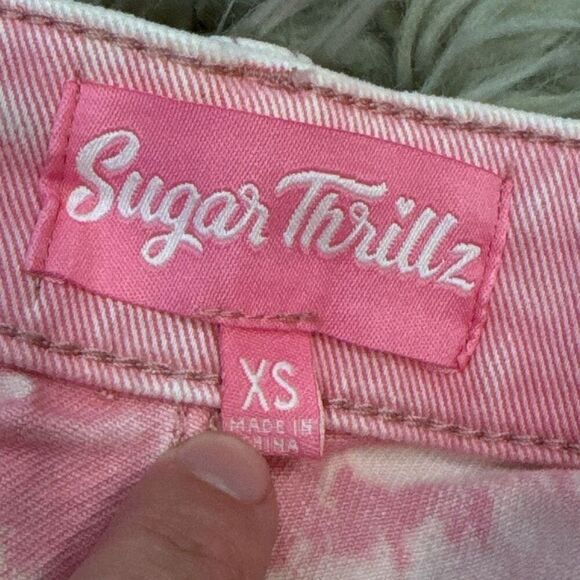 Sugar Thrillz
XS
MADE IN
CHINA